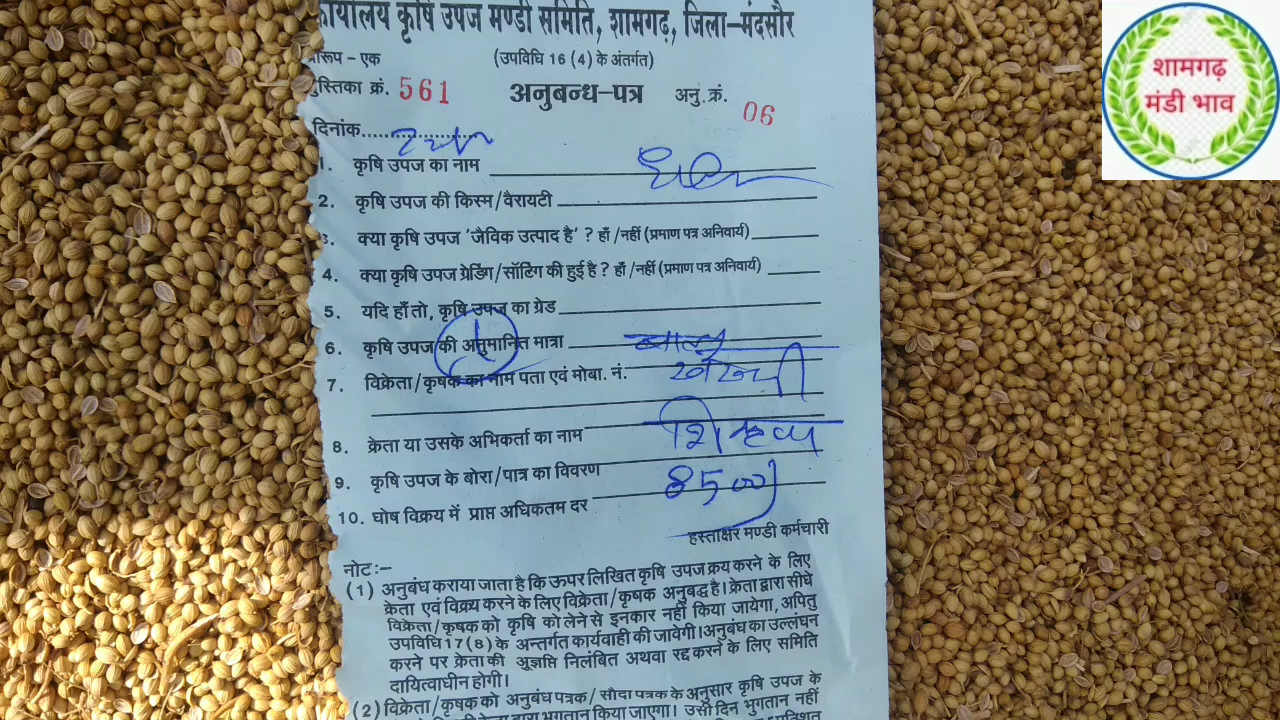 कार्यालय कृषि उपज मण्डी समिति, शामगढ़, जिला-मंदसौर
प्रारूप - एक (उपविधि 16 (4) के अंतर्गत)
पुस्तिका क्रं. 561 अनुबन्ध-पत्र अनुं. क्रं. 06
दिनांक
1. कृषि उपज का नाम
2. कृषि उपज की किस्म/वैरायटी
3. क्या कृषि उपज 'जैविक उत्पाद है' ? हाँ /नहीं (प्रमाण पत्र अनिवार्य)
4. क्या कृषि उपज ग्रेडिंग/सॉटिंग की हुई है ? हाँ /नहीं (प्रमाण पत्र अनिवार्य)
5. यदि हाँ तो, कृषि उपज का ग्रेड
6. कृषि उपज की अनुमानित मात्रा
7. विक्रेता/कृषक का नाम पता एवं मोबा. नं.
8. क्रेता या उसके अभिकर्ता का नाम
9. कृषि उपज के बोरा/पात्र का विवरण
10. घोष विक्रय में प्राप्त अधिकतम दर
8500
हस्ताक्षर मण्डी कर्मचारी
नोट :-
(1) अनुबंध कराया जाता है कि ऊपर लिखित कृषि उपज क्रय करने के लिए
क्रेता एवं विक्रय करने के लिए विक्रेता/कृषक अनुबद्ध है। क्रेता द्वारा सीधे
विक्रेता/कृषक को कृषि को लेने से इनकार नहीं किया जायेगा, अपितु
उपविधि 17 (8) के अन्तर्गत कार्यवाही की जावेगी। अनुबंध का उल्लंघन
करने पर क्रेता की अुज्ञप्ति निलंबित अथवा रद्द करने के लिए समिति
दायित्वाधीन होगी।
(2) विक्रेता/कृषक को अनुबंध पत्रक/सौदा पत्रक के अनुसार कृषि उपज के
भुगतान किया जाएगा। उसी दिन भुगतान नहीं
शामगढ़
मंडी भाव